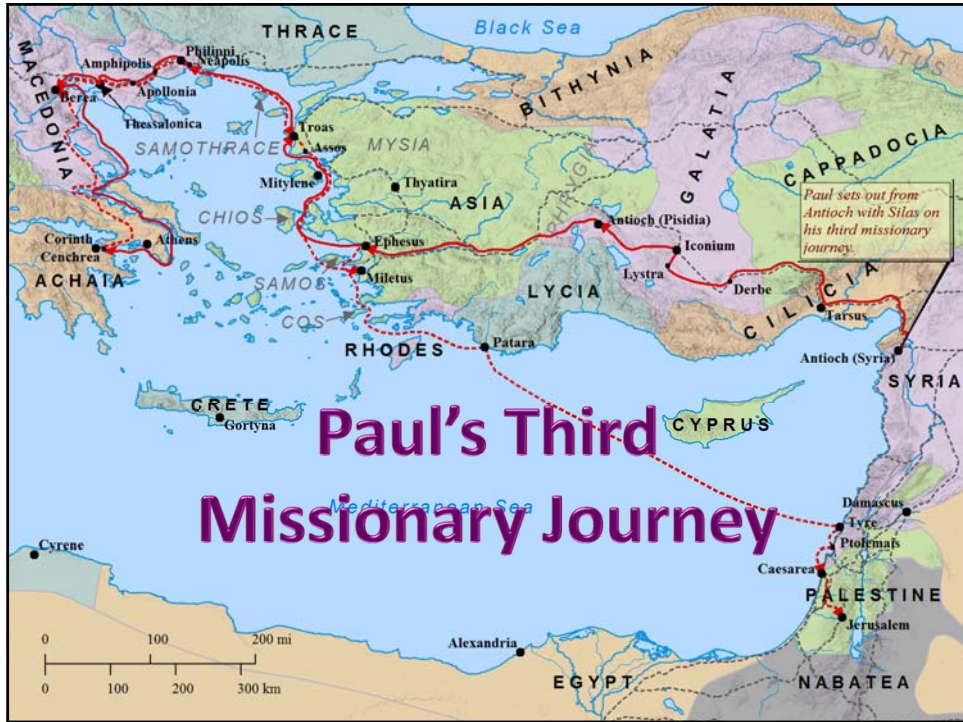 Black Sea
THRACE
Philippi
Neapolis
Amphipolis
Apollonia
MACEDONIA
Berea
Thessalonica
SAMOTHRACE
Troas
Assos
MYSIA
Mitylene
Thyatira
ASIA
CHIOS
BITHYNIA
PONTUS
GALATIA
CAPPADOCIA
PHRYGIA
Paul sets out from
Antioch with Silas on
his third missionary
journey.
Antioch (Pisidia)
Iconium
Lystra
Derbe
CILICIA
Tarsus
Antioch (Syria)
SYRIA
Corinth
Cenchrea
Athens
ACHAIA
Ephesus
Miletus
SAMOS
COS
LYCIA
RHODES
Patara
CRETE
Gortyna
CYPRUS
Paul's Third
Mediterranean Sea
Missionary Journey
Damascus
Tyre
Ptolemais
Caesarea
PALESTINE
Jerusalem
Cyrene
Alexandria
EGYPT
NABATEA
0 100 200 mi
0 100 200 300 km